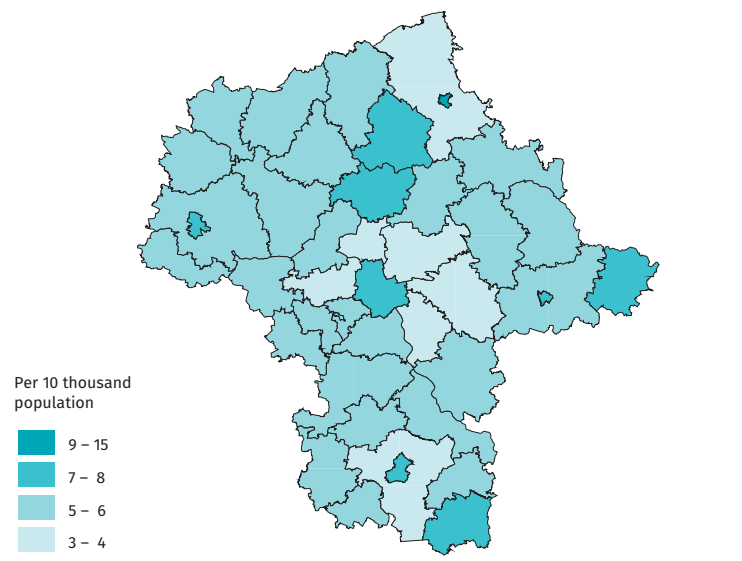 Per 10 thousand
population
9 – 15
7 – 8
5 – 6
3 – 4